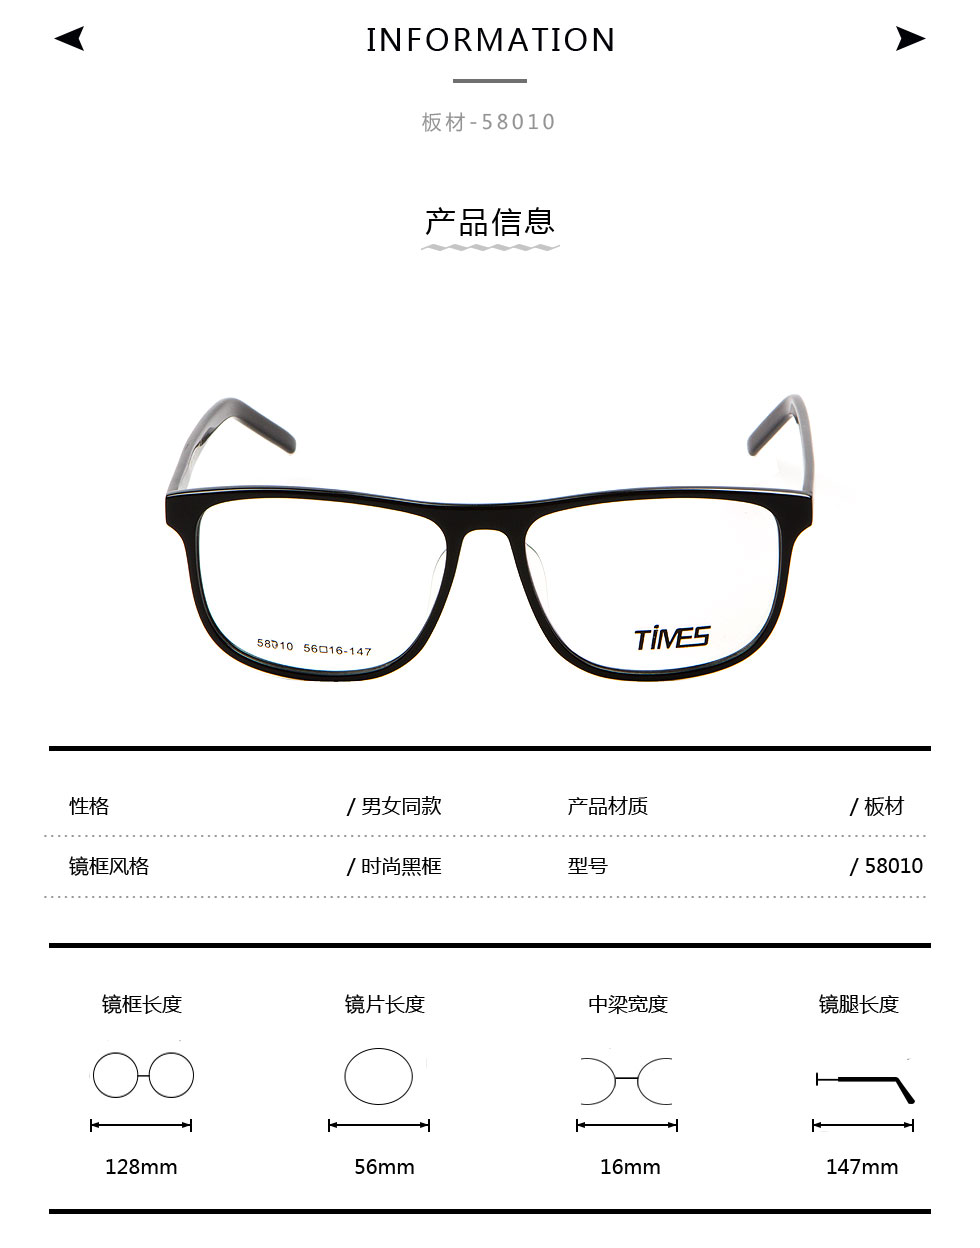 INFORMATION
板材-58010
产品信息
58010 56□16-147
TiMES
性格 / 男女同款 产品材质 / 板材
镜框风格 / 时尚黑框 型号 / 58010
镜框长度 镜片长度 中梁宽度 镜腿长度
128mm 56mm 16mm 147mm